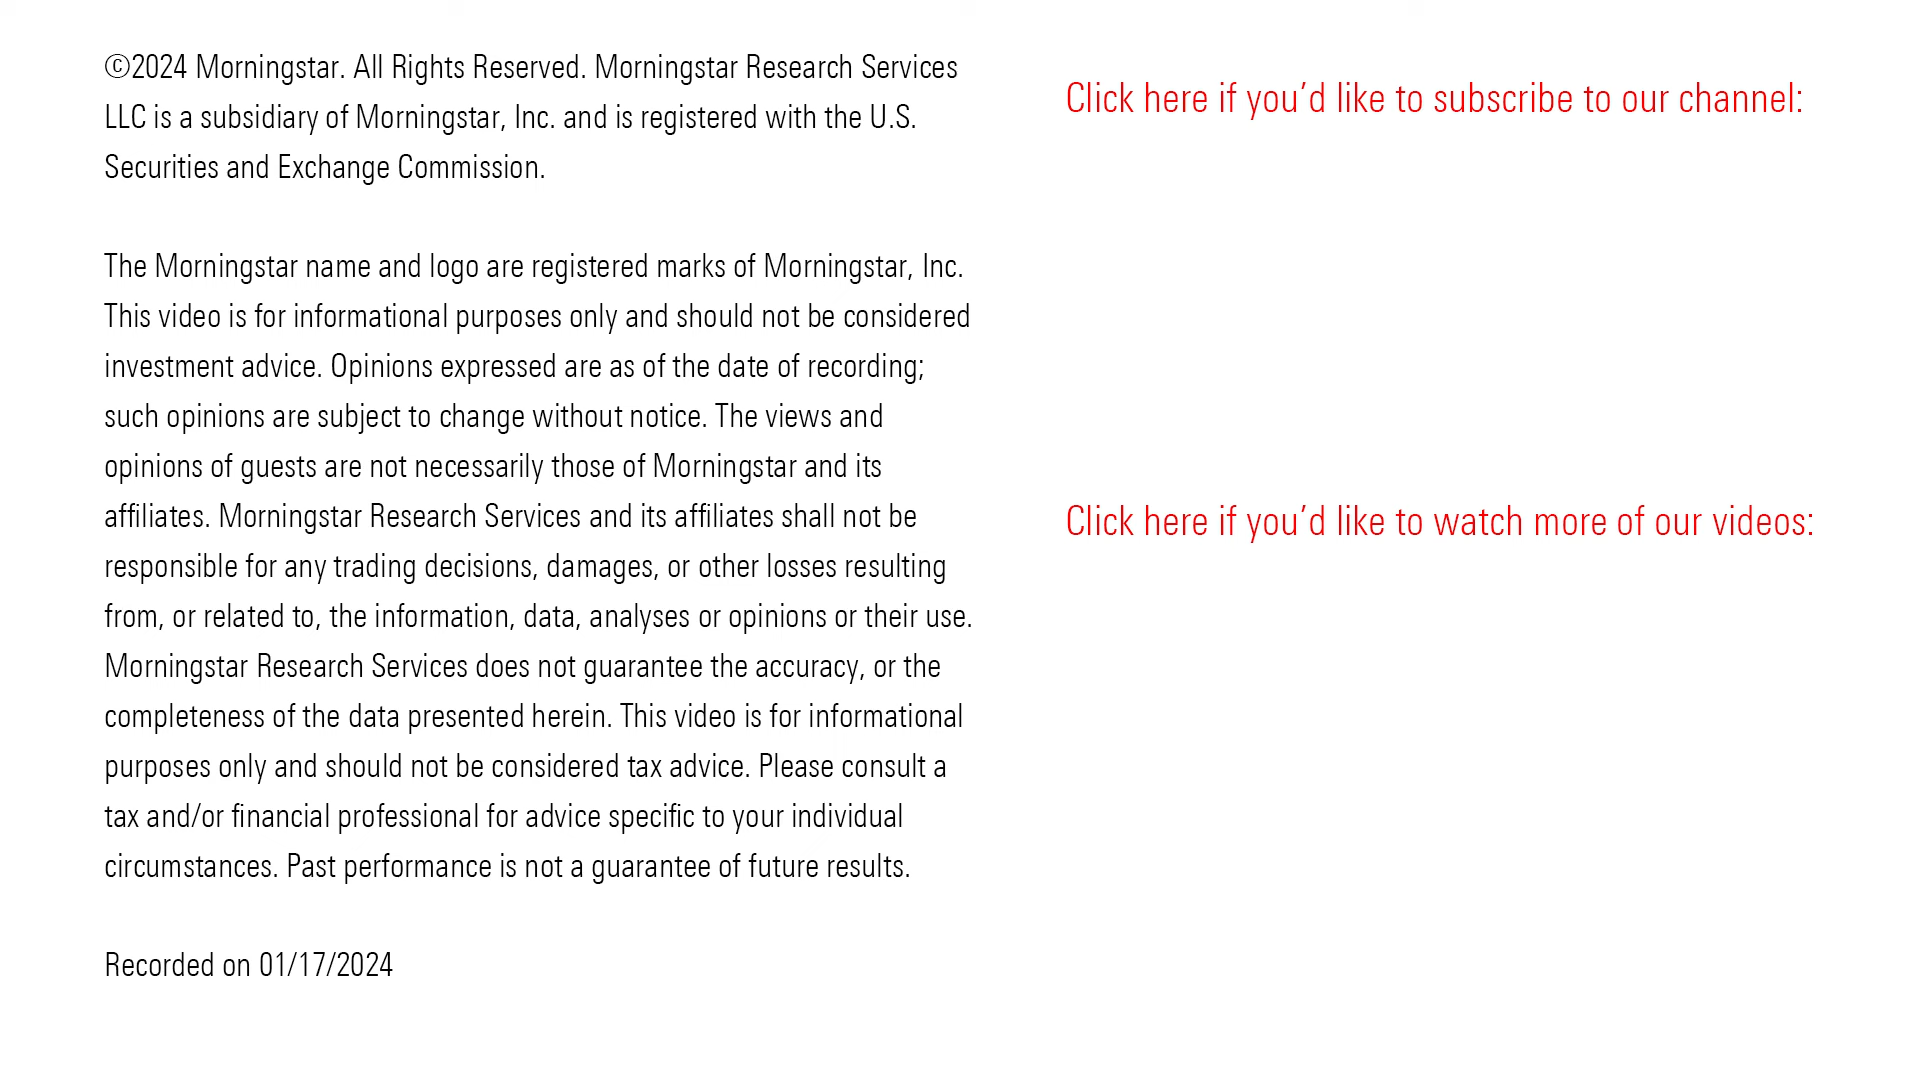 ©2024 Morningstar. All Rights Reserved. Morningstar Research Services
LLC is a subsidiary of Morningstar, Inc. and is registered with the U.S.
Securities and Exchange Commission.
The Morningstar name and logo are registered marks of Morningstar, Inc.
This video is for informational purposes only and should not be considered
investment advice. Opinions expressed are as of the date of recording;
such opinions are subject to change without notice. The views and
opinions of guests are not necessarily those of Morningstar and its
affiliates. Morningstar Research Services and its affiliates shall not be
responsible for any trading decisions, damages, or other losses resulting
from, or related to, the information, data, analyses or opinions or their use.
Morningstar Research Services does not guarantee the accuracy, or the
completeness of the data presented herein. This video is for informational
purposes only and should not be considered tax advice. Please consult a
tax and/or financial professional for advice specific to your individual
circumstances. Past performance is not a guarantee of future results.
Recorded on 01/17/2024
Click here if you’d like to subscribe to our channel:
Click here if you’d like to watch more of our videos: